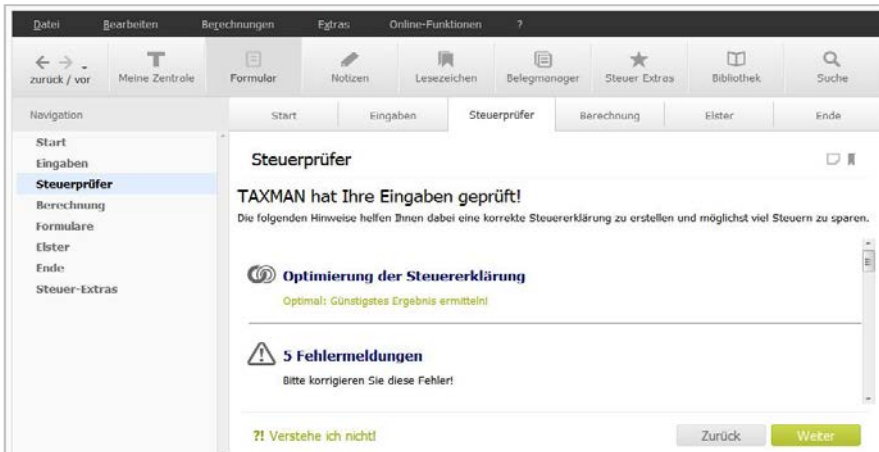 Datei Bearbeiten Berechnungen Extras Online-Funktionen ?
zurück / vor Meine Zentrale Formular Notizen Lesezeichen Belegmanager Steuer Extras Bibliothek Suche
Navigation
Start
Eingaben
Steuerprüfer
Berechnung
Formulare
Elster
Ende
Steuer-Extras
Start Eingaben Steuerprüfer Berechnung Elster Ende
Steuerprüfer
TAXMAN hat Ihre Eingaben geprüft!
Die folgenden Hinweise helfen Ihnen dabei eine korrekte Steuererklärung zu erstellen und möglichst viel Steuern zu sparen.
Optimierung der Steuererklärung
Optimal: Günstigstes Ergebnis ermitteln!
5 Fehlermeldungen
Bitte korrigieren Sie diese Fehler!
?! Verstehe ich nicht!
Zurück Weiter